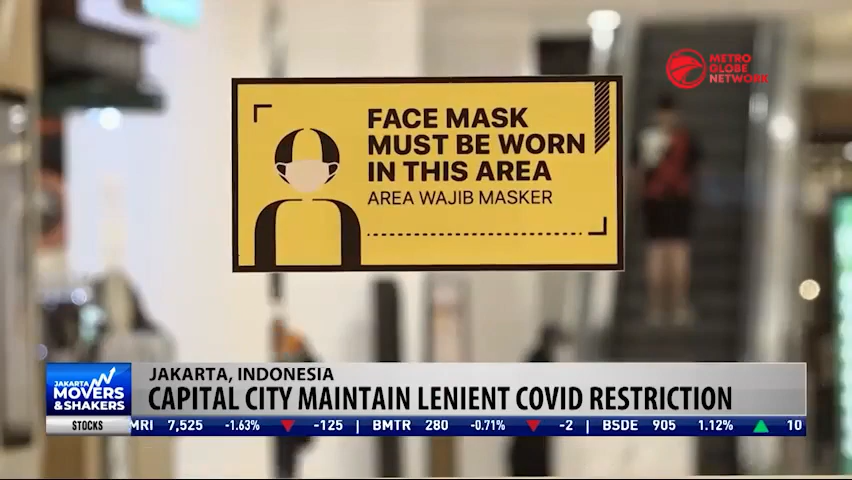 METRO
GLOBE
NETWORK
FACE MASK
MUST BE WORN
IN THIS AREA
AREA WAJIB MASKER
JAKARTA, INDONESIA
CAPITAL CITY MAINTAIN LENIENT COVID RESTRICTION
JAKARTA
MOVERS
& SHAKERS
STOCKS
MRI 7,525 -1.63% -125 | BMTR 280 -0.71% -2 | BSDE 905 1.12% 10